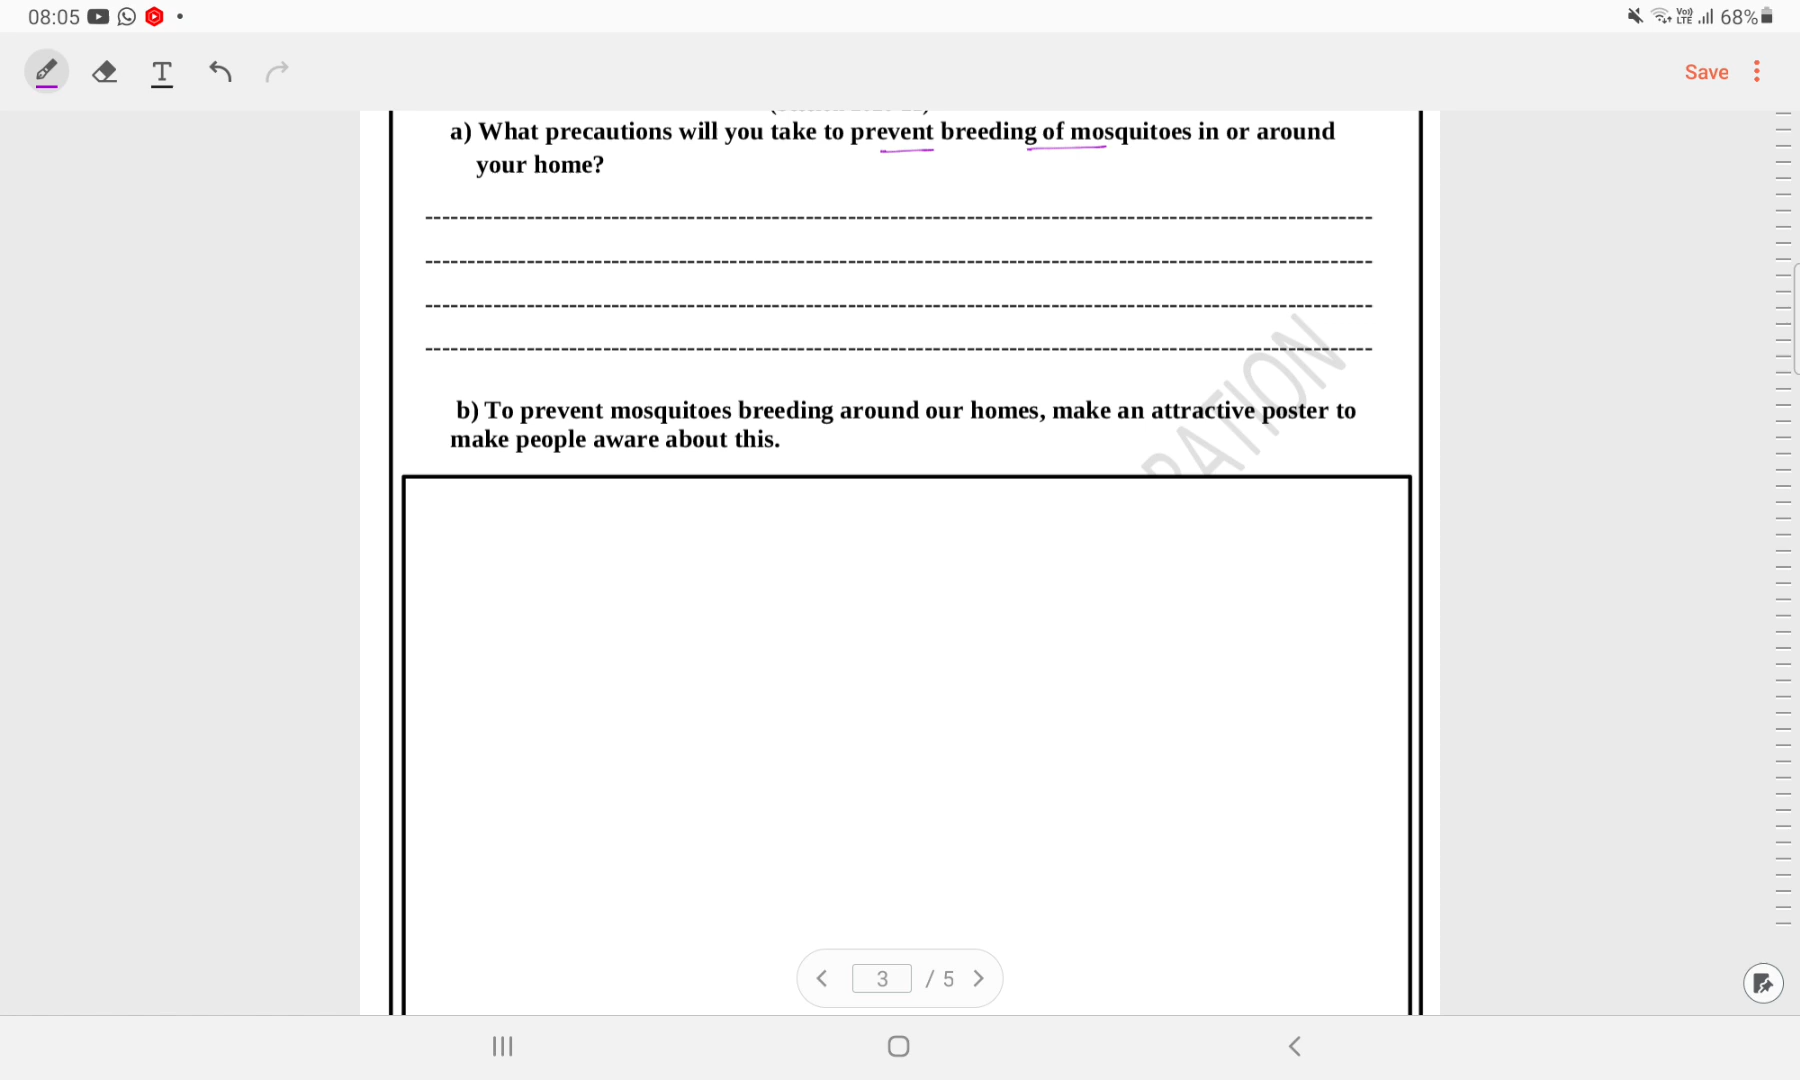 08:05
68%
Save
a) What precautions will you take to prevent breeding of mosquitoes in or around
your home?
b) To prevent mosquitoes breeding around our homes, make an attractive poster to
make people aware about this.
3 / 5